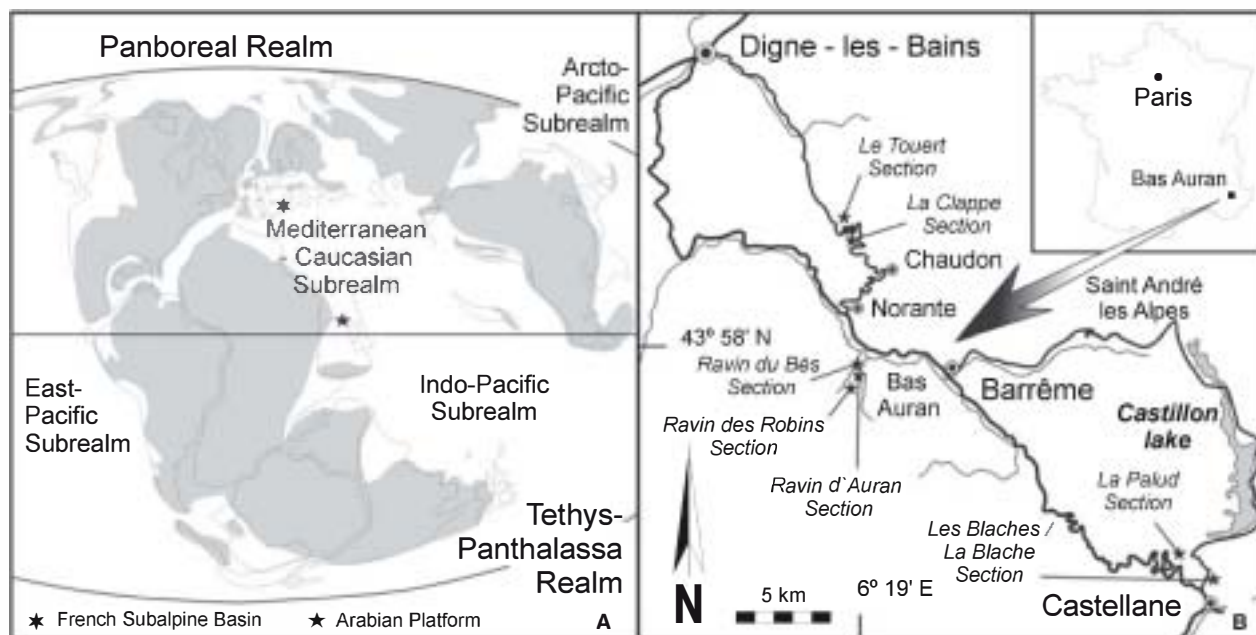 Panboreal Realm
Arcto-
Pacific
Subrealm
Mediterranean
- Caucasian
Subrealm
East-
Pacific
Subrealm
Indo-Pacific
Subrealm
Tethys-
Panthalassa
Realm
French Subalpine Basin
Arabian Platform
A
Digne - les - Bains
Paris
Bas Auran
Le Touert
Section
La Clappe
Section
Chaudon
Norante
Saint André
les Alpes
43º 58' N
Ravin du Bès
Section
Bas
Auran
Barrême
Ravin des Robins
Section
Castillon
lake
Ravin d`Auran
Section
La Palud
Section
Les Blaches /
La Blache
Section
N
5 km
6º 19' E
Castellane
B